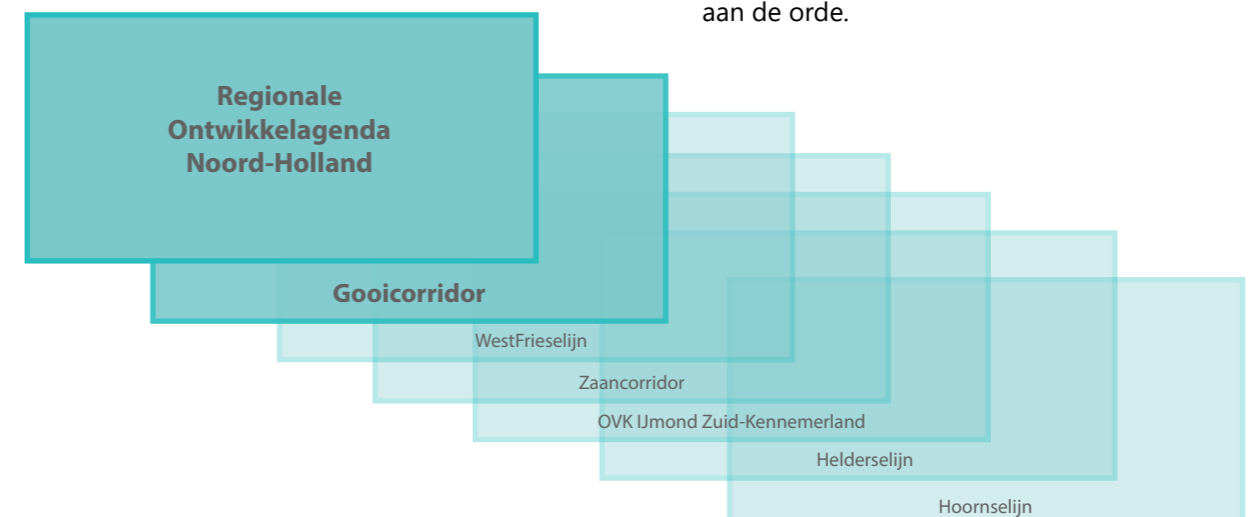 aan de orde.
Regionale
Ontwikkelagenda
Noord-Holland
Gooicorridor
WestFrieselijn
Zaancorridor
OVK IJmond Zuid-Kennemerland
Helderselijn
Hoornselijn